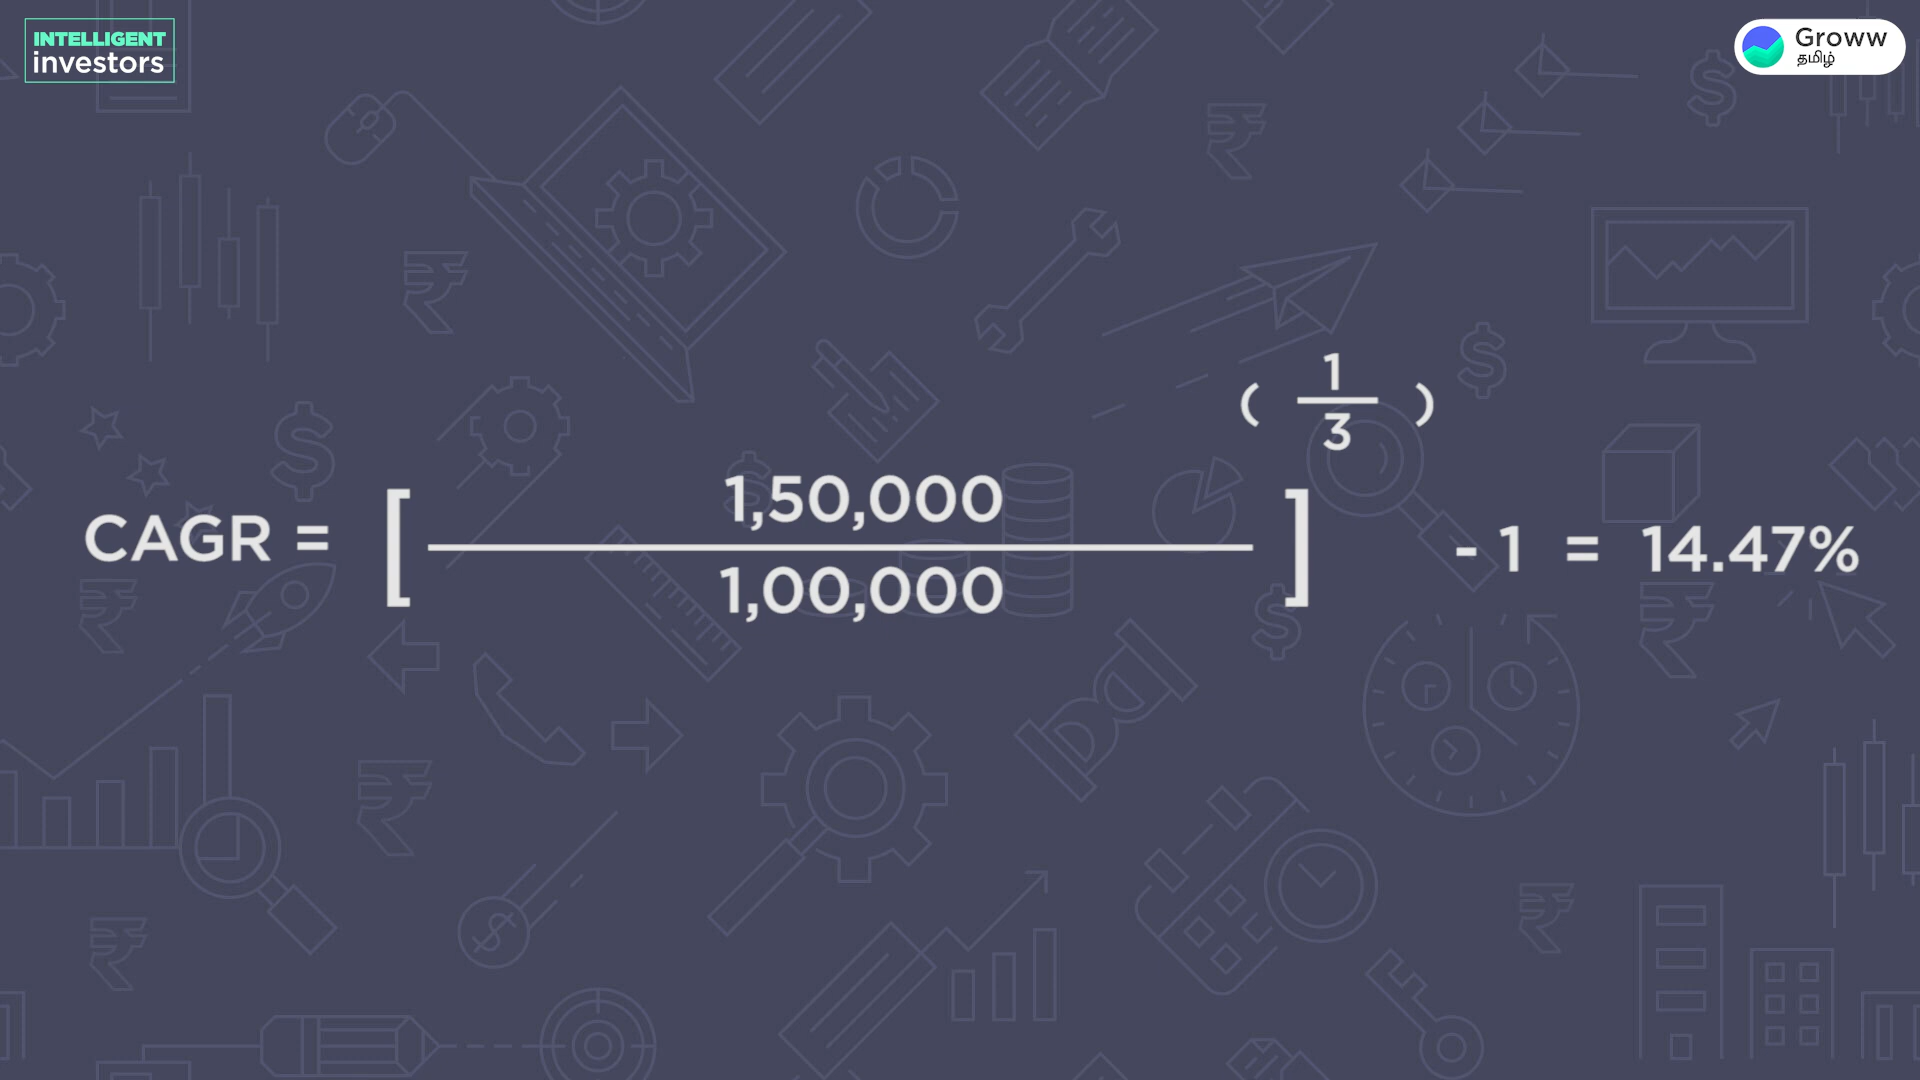 INTELLIGENT
investors
Groww
தமிழ்
CAGR = [ 1,50,000 / 1,00,000 ] ( 1 / 3 ) - 1 = 14.47%